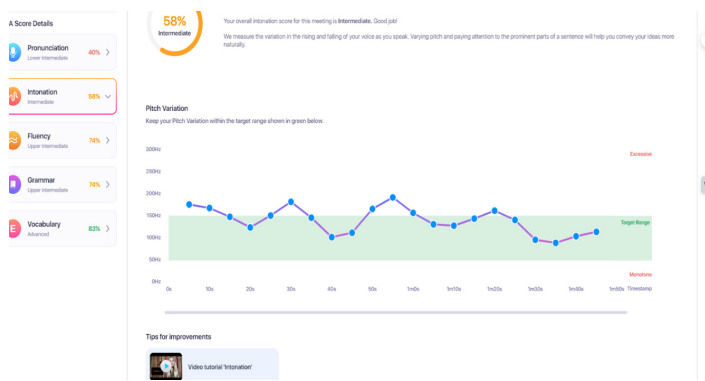 A Score Details
Pronunciation
Lower Intermediate
40%
Intonation
Intermediate
58%
Fluency
Upper Intermediate
74%
Grammar
Upper Intermediate
74%
E
Vocabulary
Advanced
83%
58%
Intermediate
Your overall intonation score for this meeting is Intermediate. Good job!
We measure the variation in the rising and falling of your voice as you speak. Varying pitch and paying attention to the prominent parts of a sentence will help you convey your ideas more
naturally.
Pitch Variation
Keep your Pitch Variation within the target range shown in green below.
300Hz
Excessive
250Hz
200Hz
150Hz
Target Range
100Hz
50Hz
Monotone
0Hz
0s 10s 20s 30s 40s 50s 1m0s 1m10s 1m20s 1m30s 1m40s 1m50s Timestamp
Tips for improvements
Video tutorial 'Intonation'